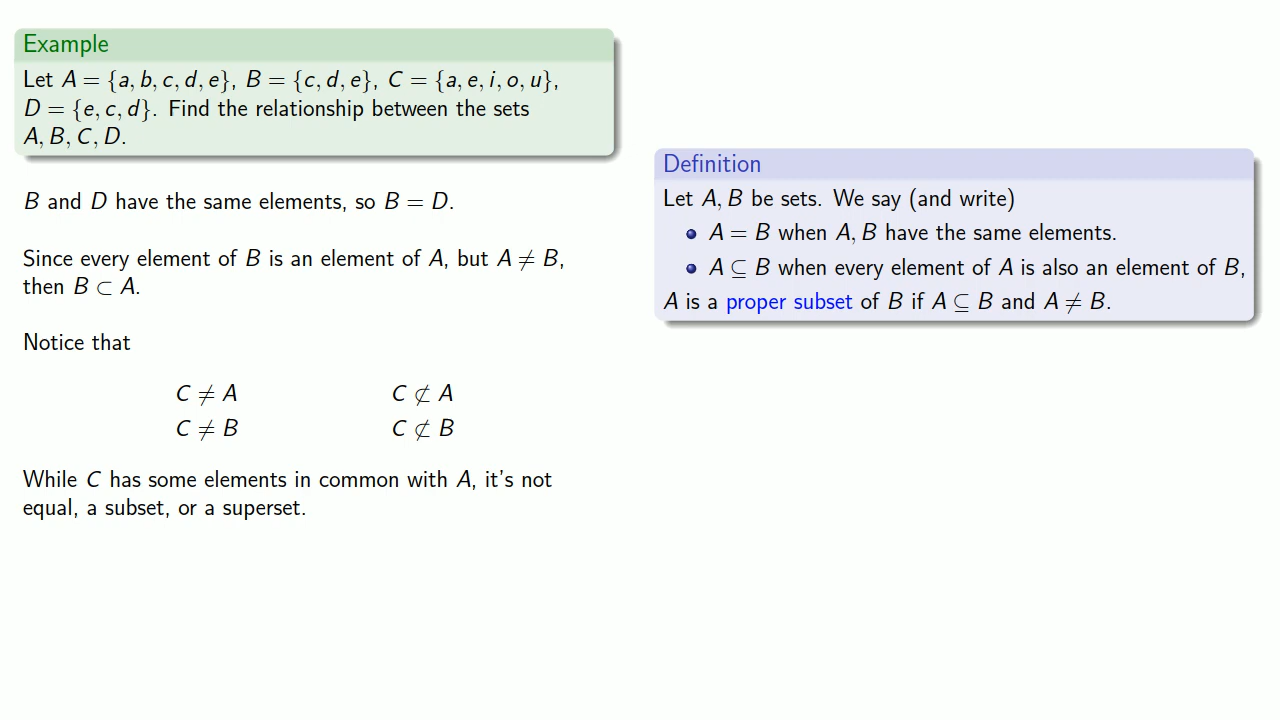 Example
Let A = {a, b, c, d, e}, B = {c, d, e}, C = {a, e, i, o, u},
D = {e, c, d}. Find the relationship between the sets
A, B, C, D.
B and D have the same elements, so B = D.
Since every element of B is an element of A, but A ≠ B,
then B ⊂ A.
Notice that
C ≠ A C ⊄ A
C ≠ B C ⊄ B
While C has some elements in common with A, it's not
equal, a subset, or a superset.
Definition
Let A, B be sets. We say (and write)
• A = B when A, B have the same elements.
• A ⊆ B when every element of A is also an element of B,
A is a proper subset of B if A ⊆ B and A ≠ B.